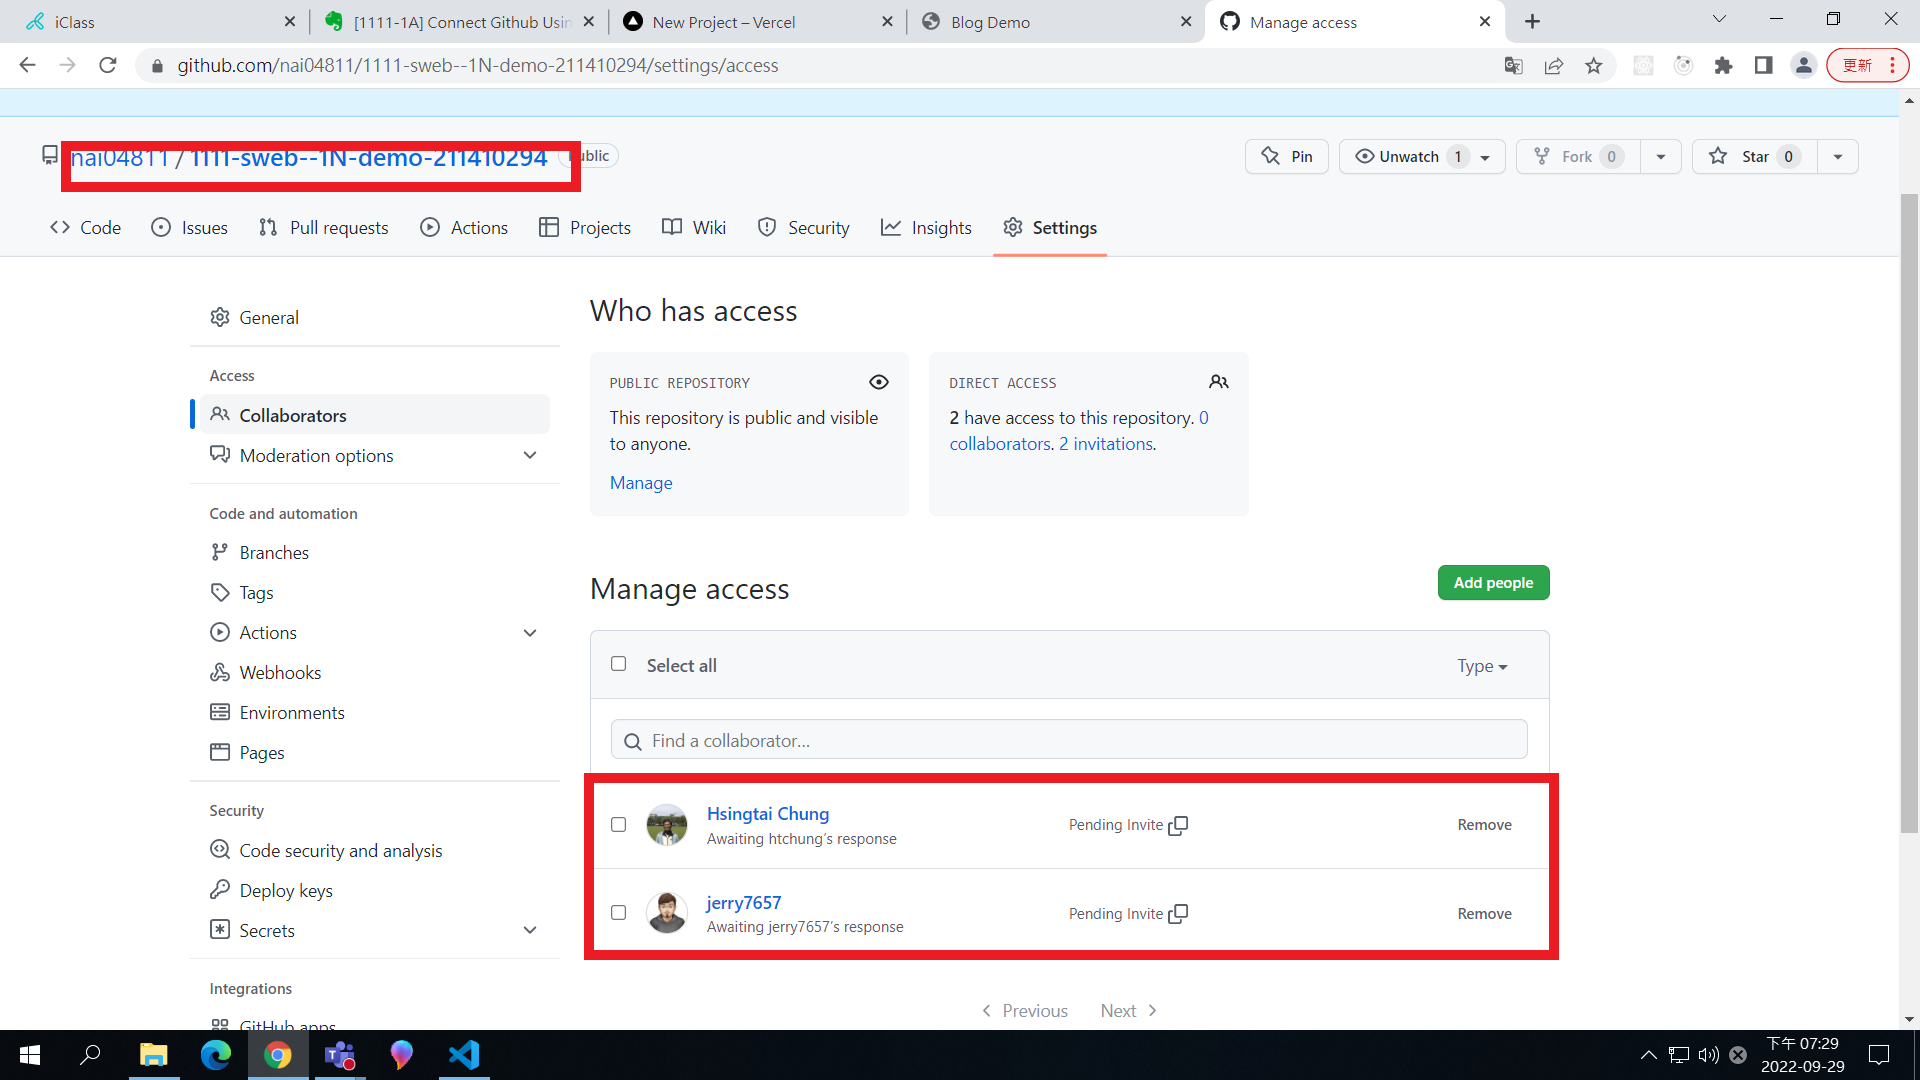 iClass
[1111-1A] Connect Github Usin
New Project – Vercel
Blog Demo
Manage access
github.com/nai04811/1111-sweb--1N-demo-211410294/settings/access
更新
nai04811 / 1111-sweb--1N-demo-211410294
Pin
Unwatch 1
Fork 0
Star 0
Code
Issues
Pull requests
Actions
Projects
Wiki
Security
Insights
Settings
General
Access
Collaborators
Moderation options
Code and automation
Branches
Tags
Actions
Webhooks
Environments
Pages
Security
Code security and analysis
Deploy keys
Secrets
Integrations
GitHub apps
Who has access
PUBLIC REPOSITORY
This repository is public and visible
to anyone.
Manage
DIRECT ACCESS
2 have access to this repository. 0
collaborators. 2 invitations.
Manage access
Add people
Select all
Type
Find a collaborator...
Hsingtai Chung
Awaiting htchung's response
Pending Invite
Remove
jerry7657
Awaiting jerry7657's response
Pending Invite
Remove
Previous
Next
下午 07:29
2022-09-29